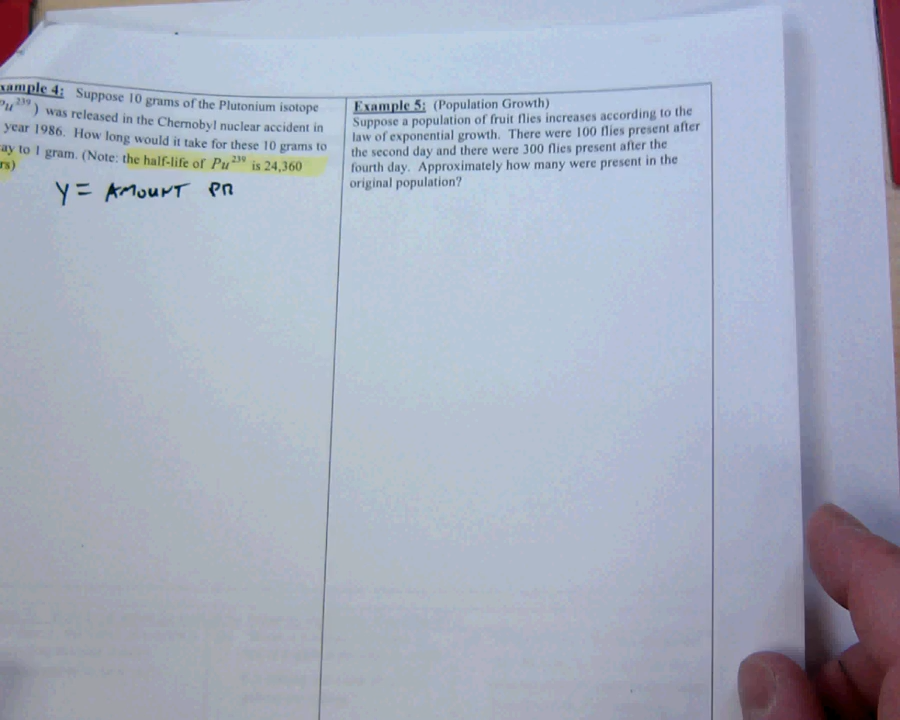 xample 4: Suppose 10 grams of the Plutonium isotope
Pu²³⁹) was released in the Chernobyl nuclear accident in
year 1986. How long would it take for these 10 grams to
ay to 1 gram. (Note: the half-life of Pu²³⁹ is 24,360
rs)
Y = AMOUNT PR
Example 5: (Population Growth)
Suppose a population of fruit flies increases according to the
law of exponential growth. There were 100 flies present after
the second day and there were 300 flies present after the
fourth day. Approximately how many were present in the
original population?